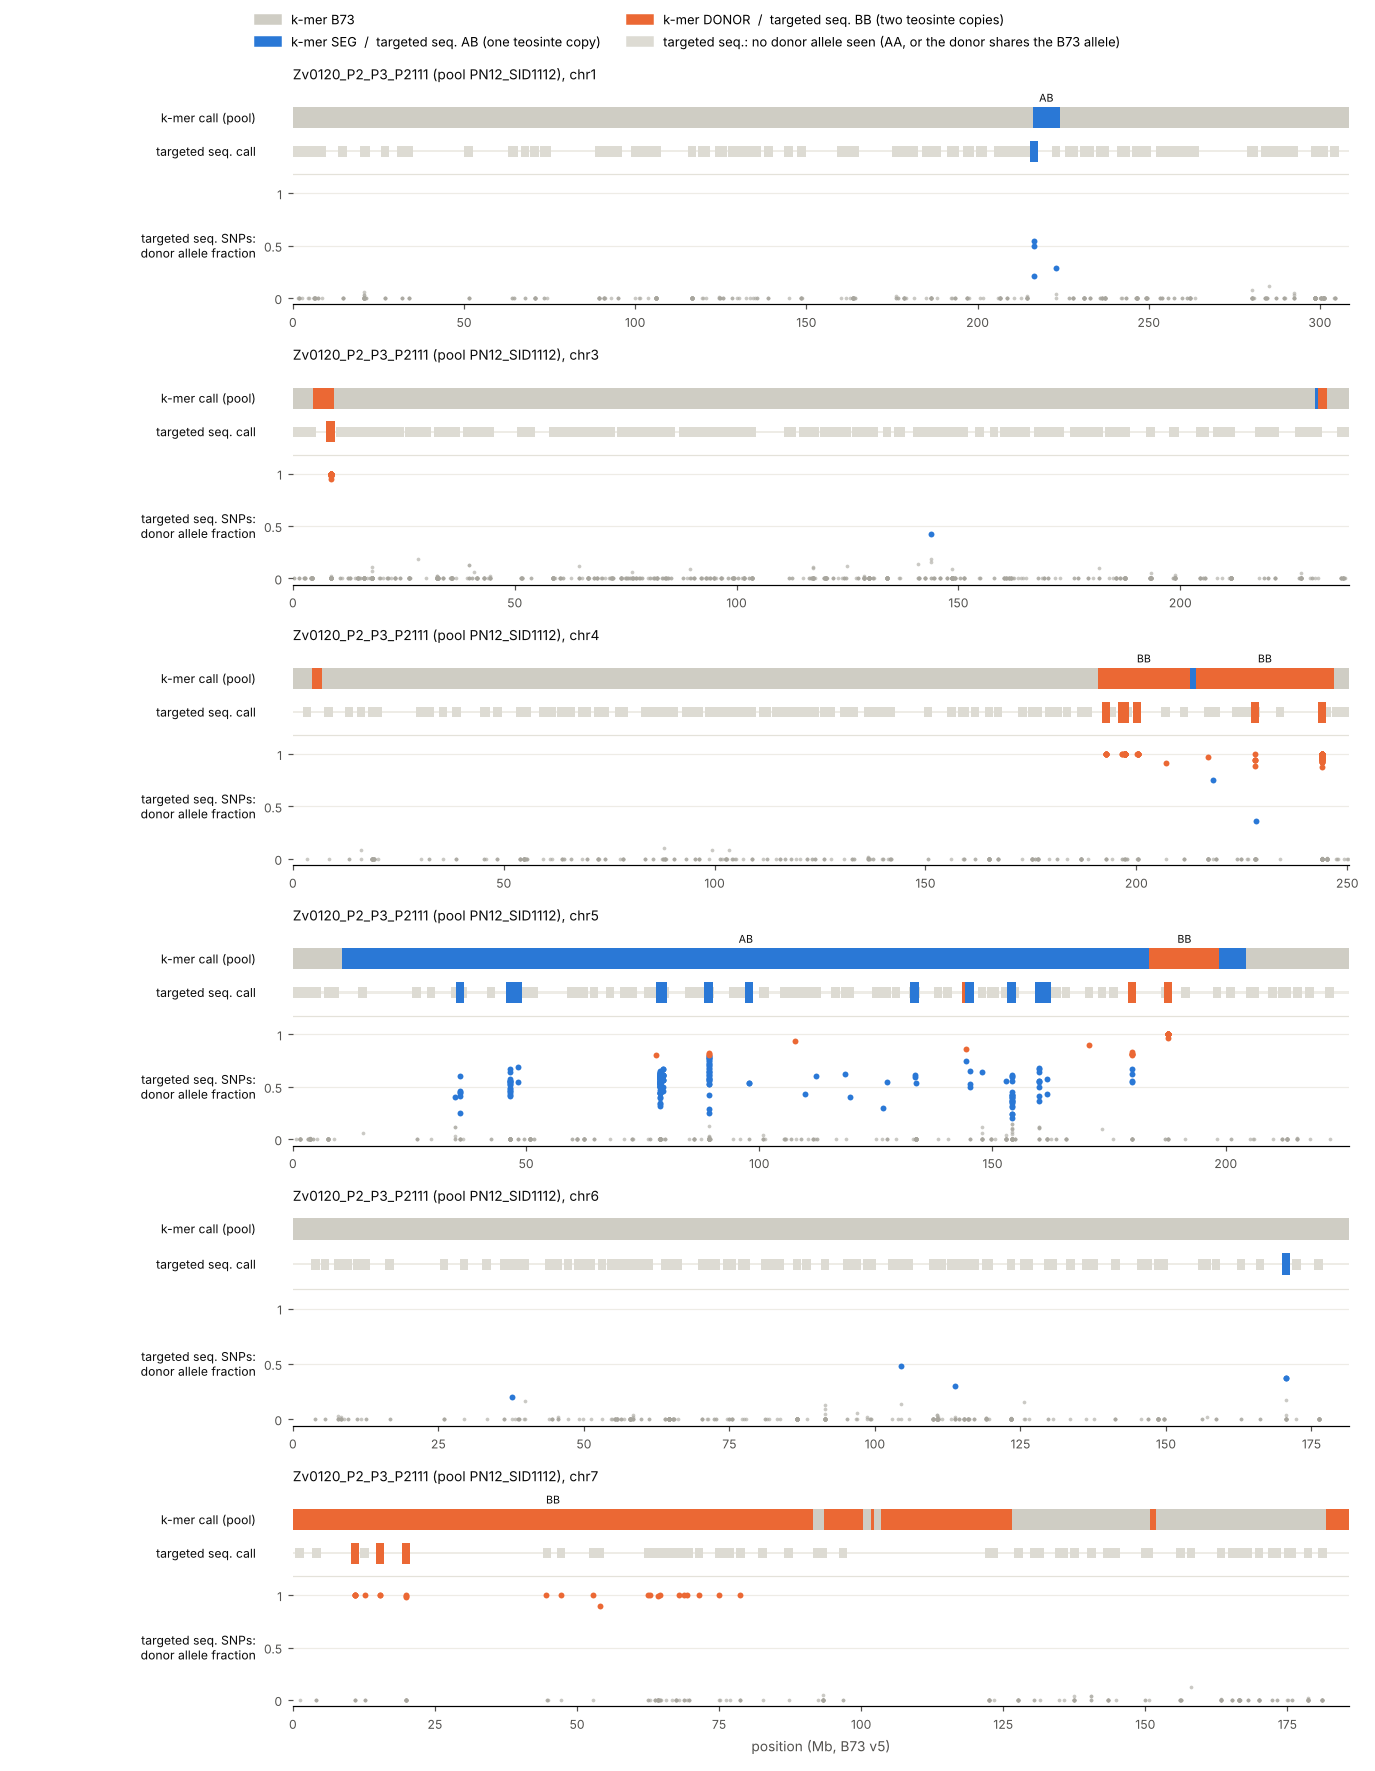 k-mer B73
k-mer DONOR / targeted seq. BB (two teosinte copies)
k-mer SEG / targeted seq. AB (one teosinte copy)
targeted seq.: no donor allele seen (AA, or the donor shares the B73 allele)
Zv0120_P2_P3_P2111 (pool PN12_SID1112), chr1
AB
k-mer call (pool)
targeted seq. call
1
targeted seq. SNPs:
donor allele fraction
0.5
0
0 50 100 150 200 250 300
Zv0120_P2_P3_P2111 (pool PN12_SID1112), chr3
k-mer call (pool)
targeted seq. call
1
targeted seq. SNPs:
donor allele fraction
0.5
0
0 50 100 150 200
Zv0120_P2_P3_P2111 (pool PN12_SID1112), chr4
BB BB
k-mer call (pool)
targeted seq. call
1
targeted seq. SNPs:
donor allele fraction
0.5
0
0 50 100 150 200 250
Zv0120_P2_P3_P2111 (pool PN12_SID1112), chr5
AB BB
k-mer call (pool)
targeted seq. call
1
targeted seq. SNPs:
donor allele fraction
0.5
0
0 50 100 150 200
Zv0120_P2_P3_P2111 (pool PN12_SID1112), chr6
k-mer call (pool)
targeted seq. call
1
targeted seq. SNPs:
donor allele fraction
0.5
0
0 25 50 75 100 125 150 175
Zv0120_P2_P3_P2111 (pool PN12_SID1112), chr7
BB
k-mer call (pool)
targeted seq. call
1
targeted seq. SNPs:
donor allele fraction
0.5
0
0 25 50 75 100 125 150 175
position (Mb, B73 v5)